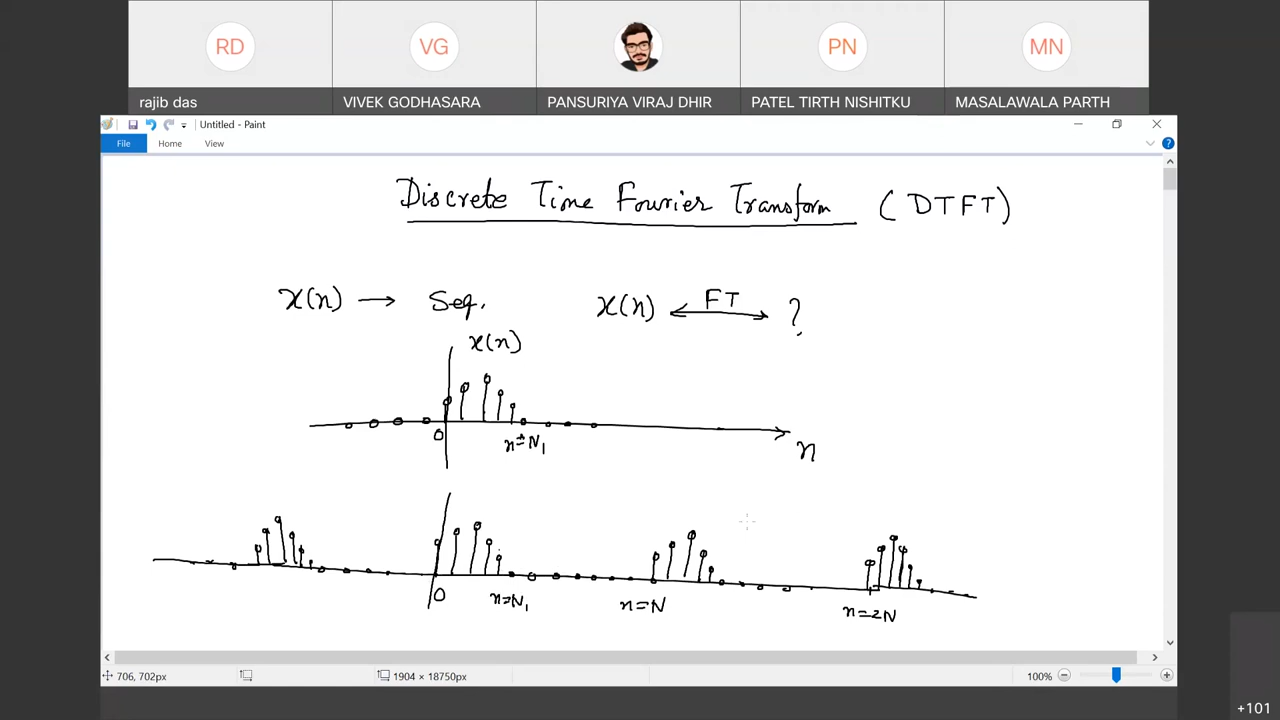 RD VG PN MN
rajib das VIVEK GODHASARA PANSURIYA VIRAJ DHIR PATEL TIRTH NISHITKU MASALAWALA PARTH
Untitled - Paint
File Home View
Discrete Time Fourier Transform (DTFT)
x(n) → Seq. x(n) ←FT→ ?
x(n)
0 n=N₁ n
0 n=N₁ n=N n=2N
706, 702px 1904 × 18750px 100%
+101